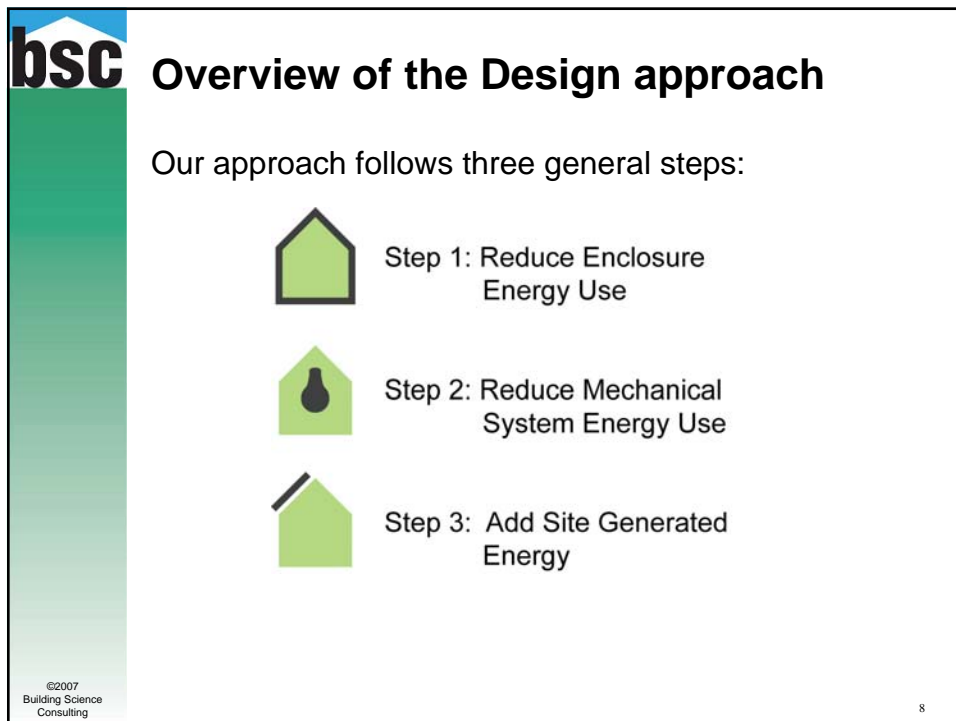 bsc
Overview of the Design approach
Our approach follows three general steps:
Step 1: Reduce Enclosure
Energy Use
Step 2: Reduce Mechanical
System Energy Use
Step 3: Add Site Generated
Energy
©2007
Building Science
Consulting
8